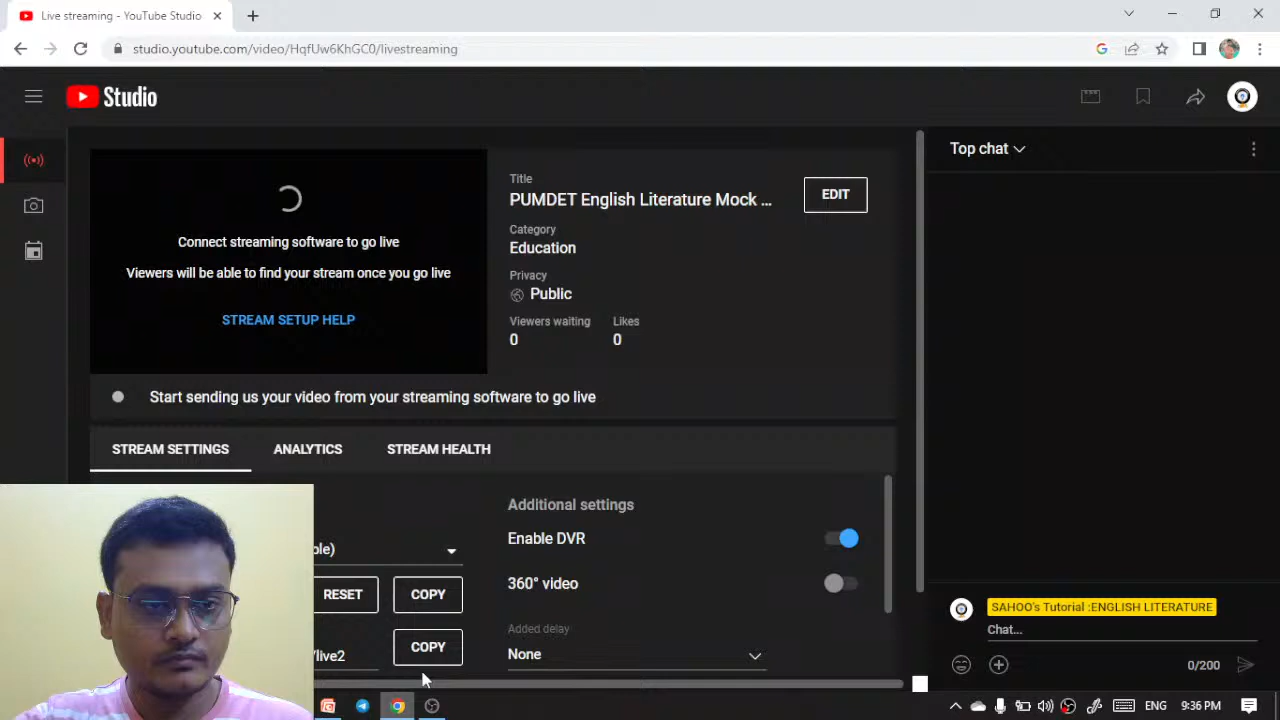 Live streaming - YouTube Studio
studio.youtube.com/video/HqfUw6KhGC0/livestreaming
Studio
Connect streaming software to go live
Viewers will be able to find your stream once you go live
STREAM SETUP HELP
Title
PUMDET English Literature Mock ...
EDIT
Category
Education
Privacy
Public
Viewers waiting
Likes
0
0
Start sending us your video from your streaming software to go live
STREAM SETTINGS
ANALYTICS
STREAM HEALTH
ble)
RESET
COPY
/live2
COPY
Additional settings
Enable DVR
360° video
Added delay
None
Top chat
SAHOO's Tutorial :ENGLISH LITERATURE
Chat...
0/200
ENG
9:36 PM